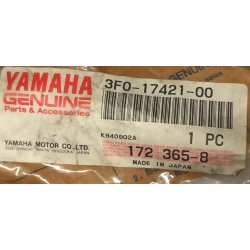 YAMAHA
GENUINE
Parts & Accessories
3F0-17421-00
K940902A
1 PC
YAMAHA MOTOR CO., LTD.
172 365-8
MADE IN JAPAN